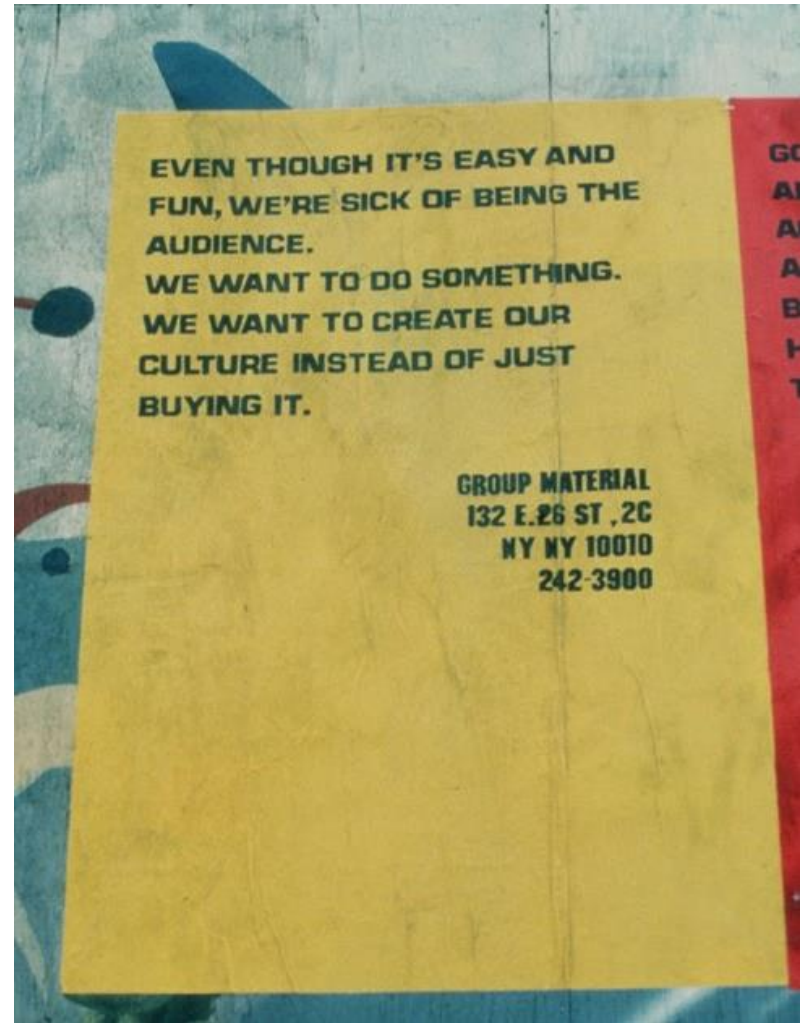 EVEN THOUGH IT'S EASY AND
FUN, WE'RE SICK OF BEING THE
AUDIENCE.
WE WANT TO DO SOMETHING.
WE WANT TO CREATE OUR
CULTURE INSTEAD OF JUST
BUYING IT.
GROUP MATERIAL
132 E.26 ST ,2C
NY NY 10010
242-3900